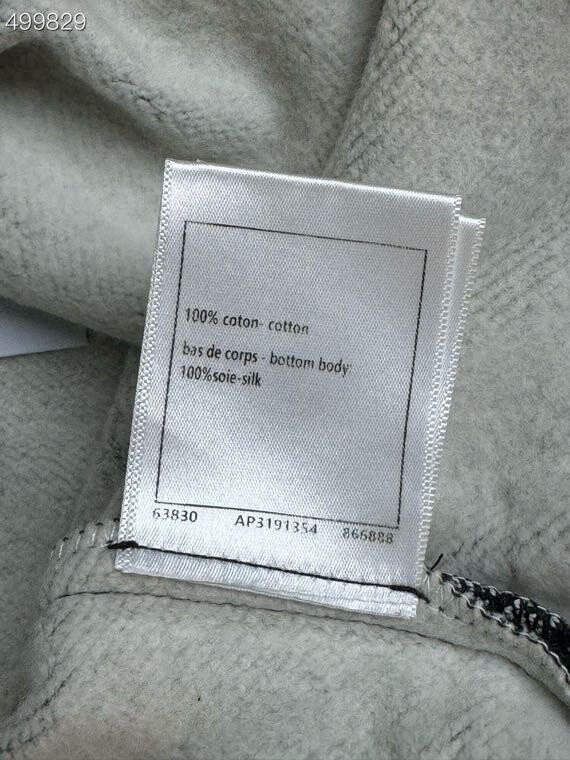 499829
100% coton- cotton
bas de corps - bottom body:
100%soie-silk
63830 AP3191354 866888